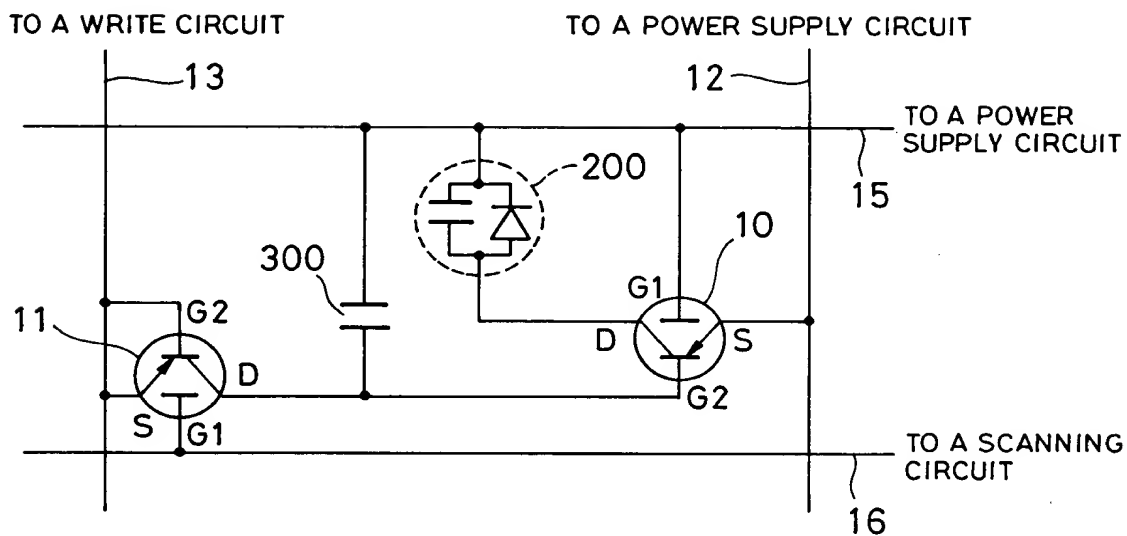 TO A WRITE CIRCUIT
TO A POWER SUPPLY CIRCUIT
13
12
TO A POWER
SUPPLY CIRCUIT
15
200
10
300
G1
11
G2
D
S
D
G2
S
G1
TO A SCANNING
CIRCUIT
16